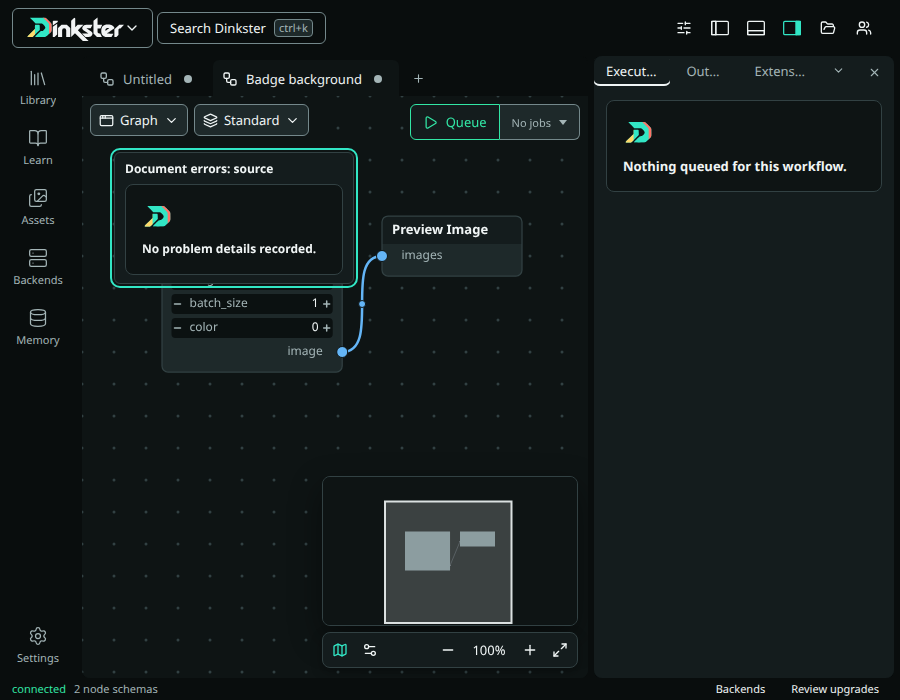 Dinkster
Search Dinkster ctrl+k
Library
Learn
Assets
Backends
Memory
Settings
Untitled
Badge background
+
Graph
Standard
Queue
No jobs
Document errors: source
No problem details recorded.
batch_size 1 +
color 0 +
image
Preview Image
images
100%
Execut...
Out...
Extens...
Nothing queued for this workflow.
connected 2 node schemas
Backends
Review upgrades